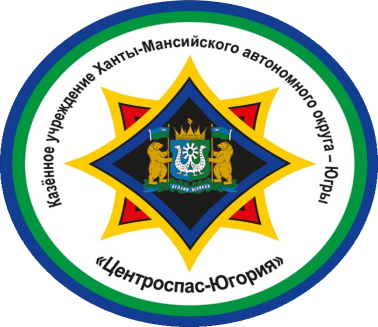 Казённое учреждение Ханты-Мансийского автономного округа – Югры
«Центроспас-Югория»